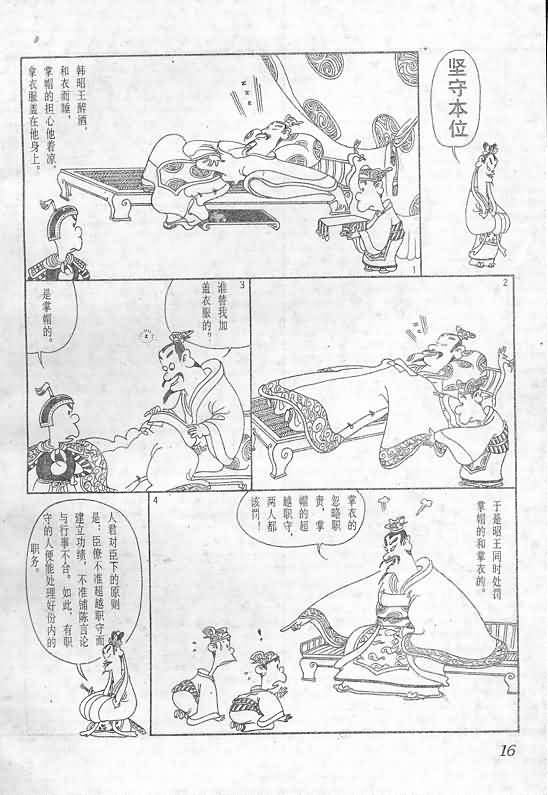 坚守本位
韩昭王醉酒，
和衣而睡，
掌帽的担心他着凉，
拿衣服盖在他身上。
1
2
3
谁替我加
盖衣服的？
是掌帽的。
4
于是昭王同时处罚
掌帽的和掌衣的。
掌衣的
忽略职
责，掌
帽的超
越职守，
两人都
该罚！
人君对臣下的原则
是：臣僚不准超越职守而
建立功绩，不准铺陈言论
与行事不合。如此，有职
守的人便能处理好份内的
职务。
16